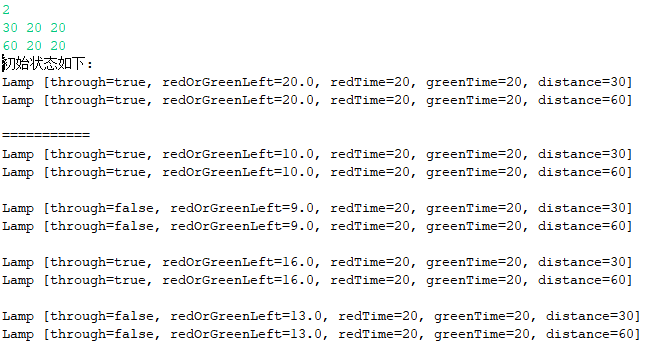 2
30 20 20
60 20 20
初始状态如下：
Lamp [through=true, redOrGreenLeft=20.0, redTime=20, greenTime=20, distance=30]
Lamp [through=true, redOrGreenLeft=20.0, redTime=20, greenTime=20, distance=60]
===========
Lamp [through=true, redOrGreenLeft=10.0, redTime=20, greenTime=20, distance=30]
Lamp [through=true, redOrGreenLeft=10.0, redTime=20, greenTime=20, distance=60]
Lamp [through=false, redOrGreenLeft=9.0, redTime=20, greenTime=20, distance=30]
Lamp [through=false, redOrGreenLeft=9.0, redTime=20, greenTime=20, distance=60]
Lamp [through=true, redOrGreenLeft=16.0, redTime=20, greenTime=20, distance=30]
Lamp [through=true, redOrGreenLeft=16.0, redTime=20, greenTime=20, distance=60]
Lamp [through=false, redOrGreenLeft=13.0, redTime=20, greenTime=20, distance=30]
Lamp [through=false, redOrGreenLeft=13.0, redTime=20, greenTime=20, distance=60]